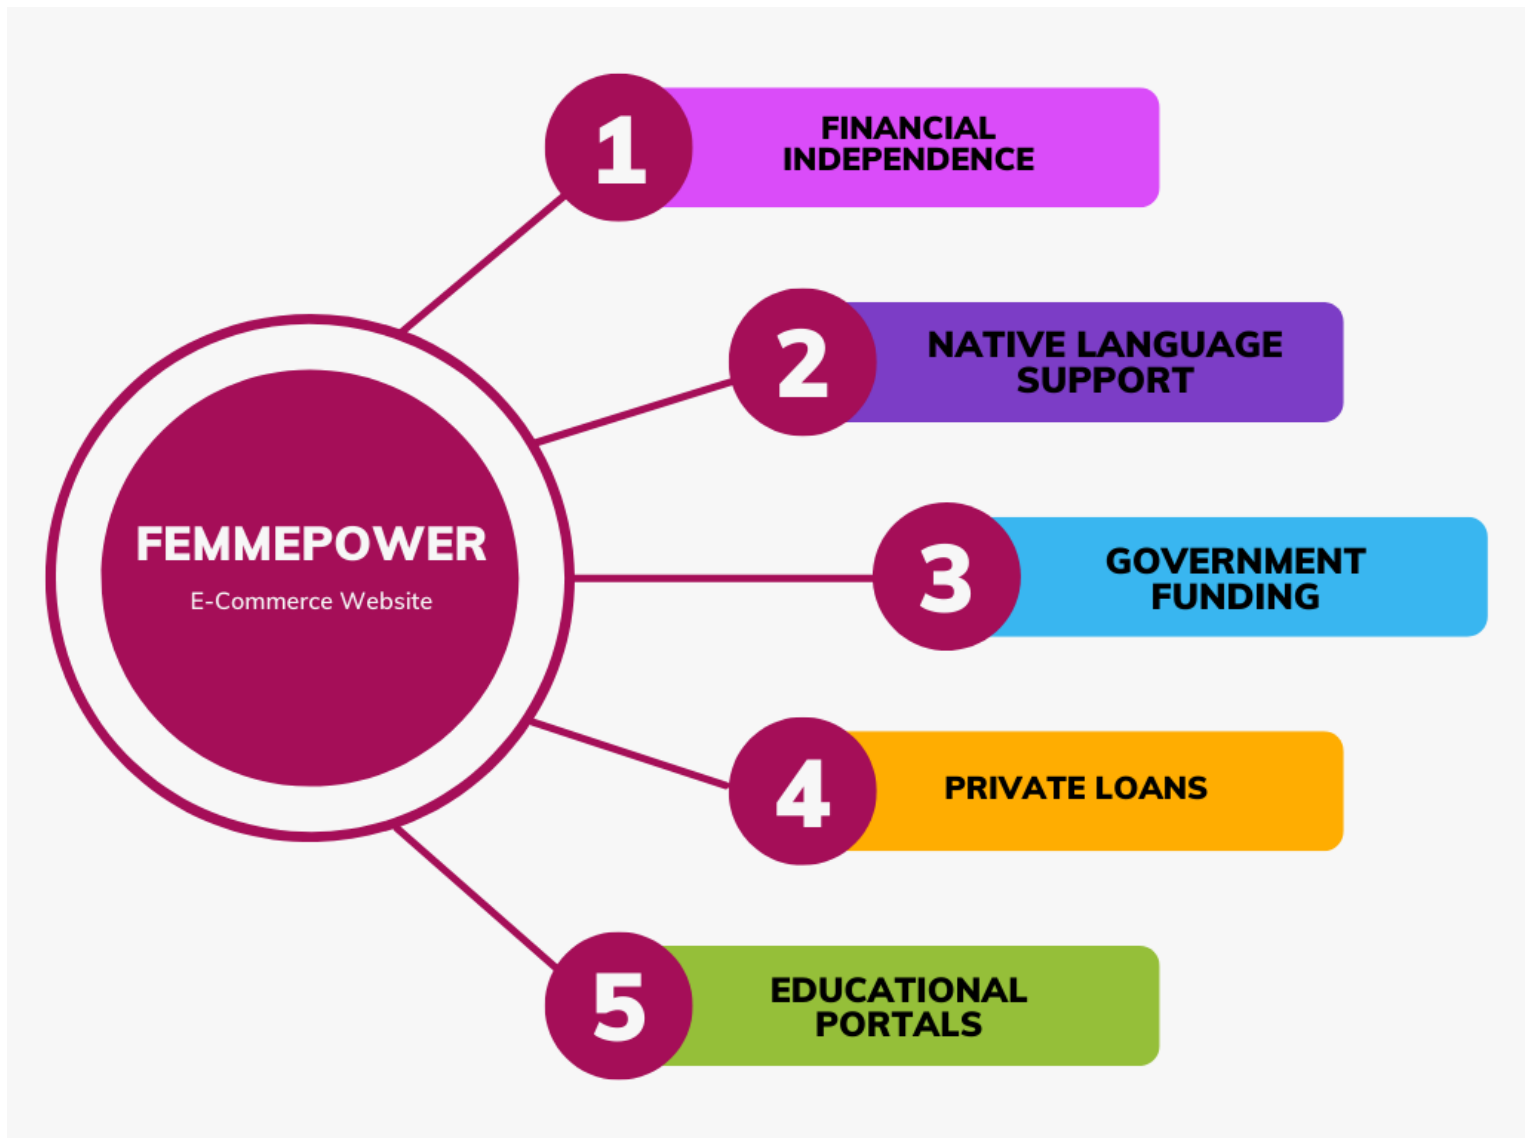 FEMMEPOWER
E-Commerce Website
1
FINANCIAL
INDEPENDENCE
2
NATIVE LANGUAGE
SUPPORT
3
GOVERNMENT
FUNDING
4
PRIVATE LOANS
5
EDUCATIONAL
PORTALS